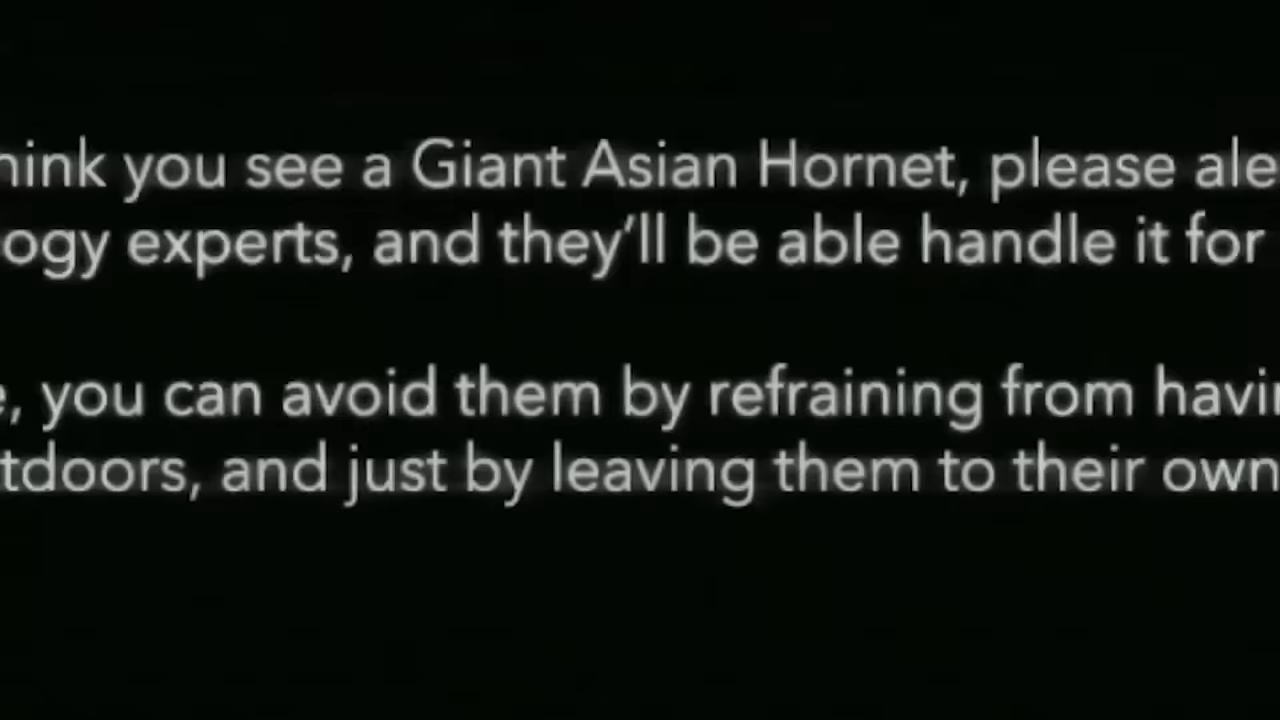 hink you see a Giant Asian Hornet, please ale
ogy experts, and they’ll be able handle it for
e, you can avoid them by refraining from havin
tdoors, and just by leaving them to their own